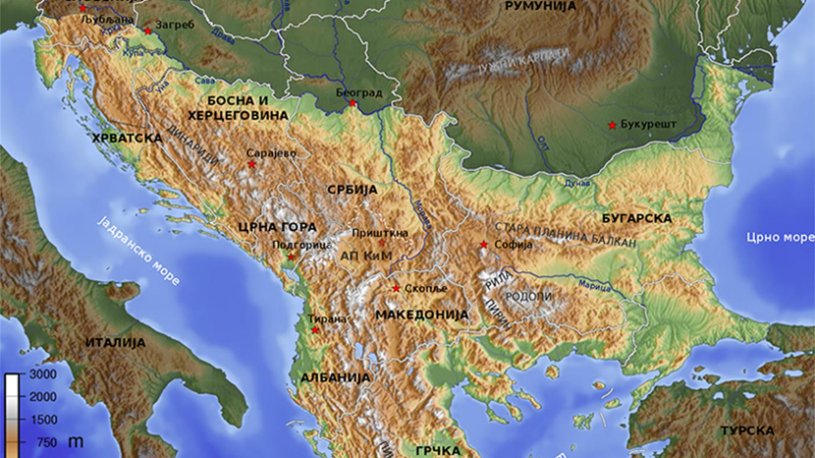 Љубљана
Загреб
Драва
Купа
Сава
РУМУНИЈА
ЈУЖНИ КАРПАТИ
Београд
БОСНА И
ХЕРЦЕГОВИНА
ХРВАТСКА
ДИНАРИДИ
Сарајево
Олт
Букурешт
Дунав
СРБИЈА
Морава
ЦРНА ГОРА
Приштина
АП КиМ
Подгорица
јадранско море
БУГАРСКА
СТАРА ПЛАНИНА БАЛКАН
Софија
Црно море
Скопље
РИЛА
РОДОПИ
Марица
ПИРИН
МАКЕДОНИЈА
Тирана
ИТАЛИЈА
АЛБАНИЈА
ГРЧКА
ТУРСКА
3000
2000
1500
750 m